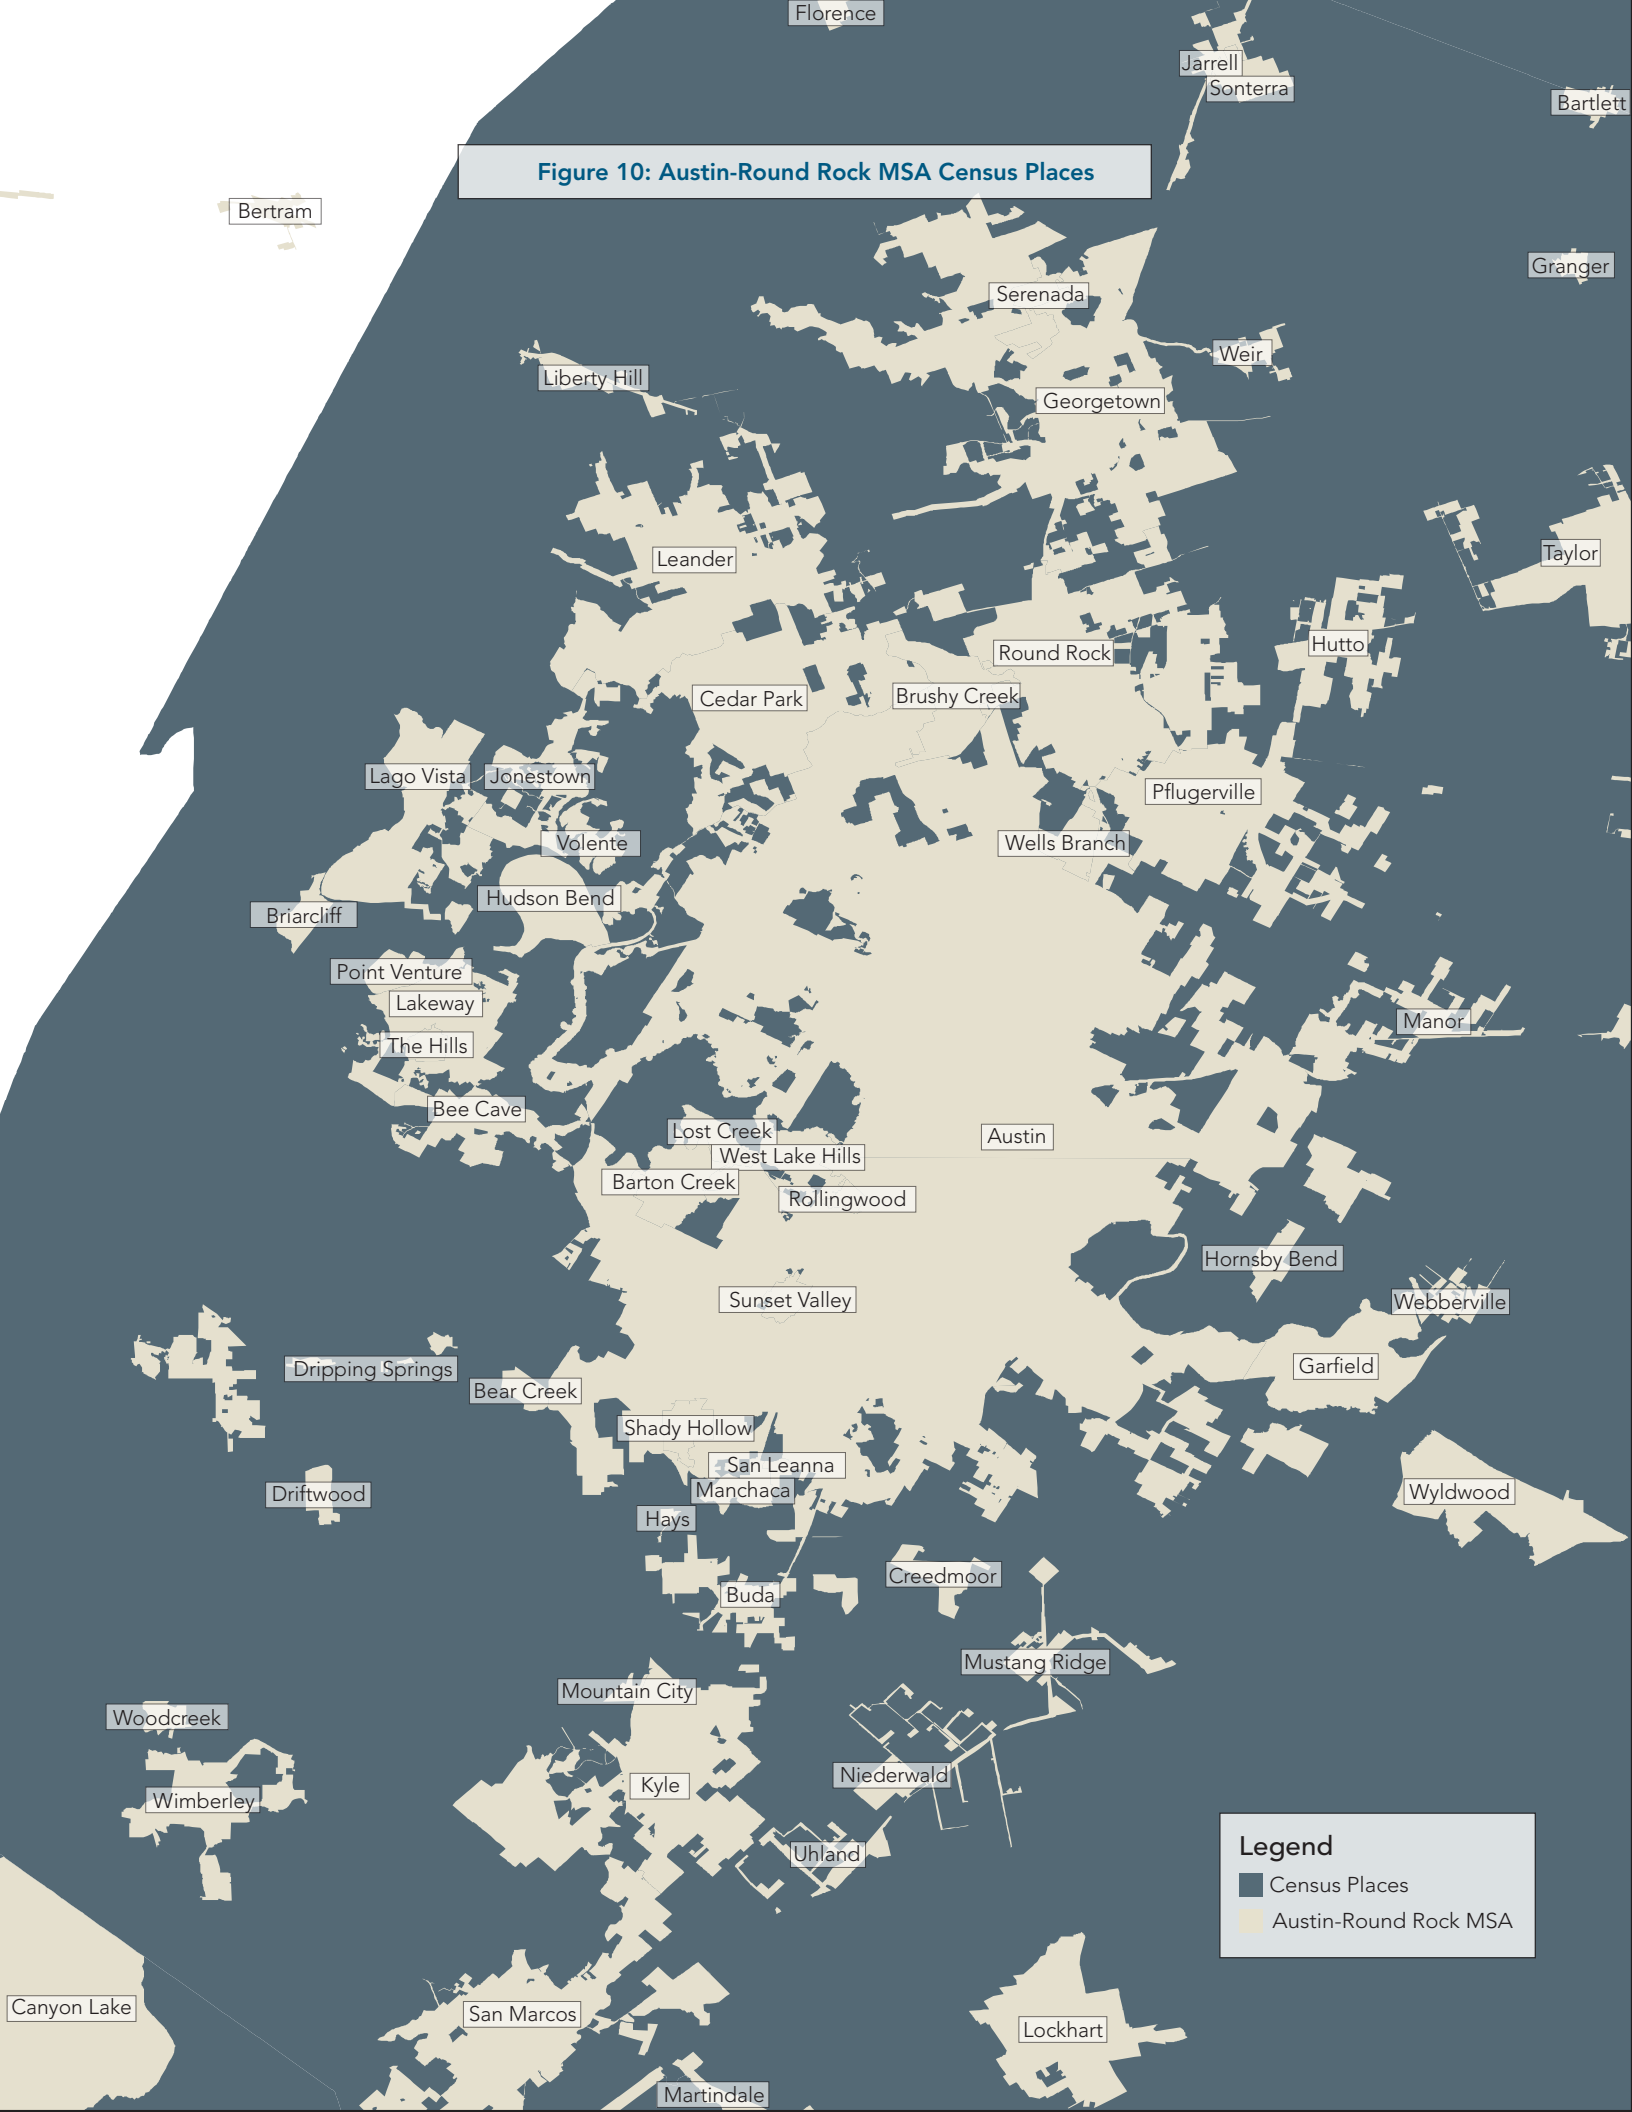 Florence
Jarrell
Sonterra
Bartlett
Figure 10: Austin-Round Rock MSA Census Places
Bertram
Granger
Serenada
Weir
Liberty Hill
Georgetown
Leander
Taylor
Hutto
Round Rock
Cedar Park
Brushy Creek
Lago Vista
Jonestown
Pflugerville
Volente
Wells Branch
Hudson Bend
Briarcliff
Point Venture
Lakeway
Manor
The Hills
Bee Cave
Lost Creek
Austin
West Lake Hills
Barton Creek
Rollingwood
Hornsby Bend
Sunset Valley
Webberville
Dripping Springs
Garfield
Bear Creek
Shady Hollow
San Leanna
Manchaca
Driftwood
Wyldwood
Hays
Creedmoor
Buda
Mustang Ridge
Mountain City
Woodcreek
Niederwald
Kyle
Wimberley
Uhland
Legend
Census Places
Austin-Round Rock MSA
Canyon Lake
San Marcos
Lockhart
Martindale